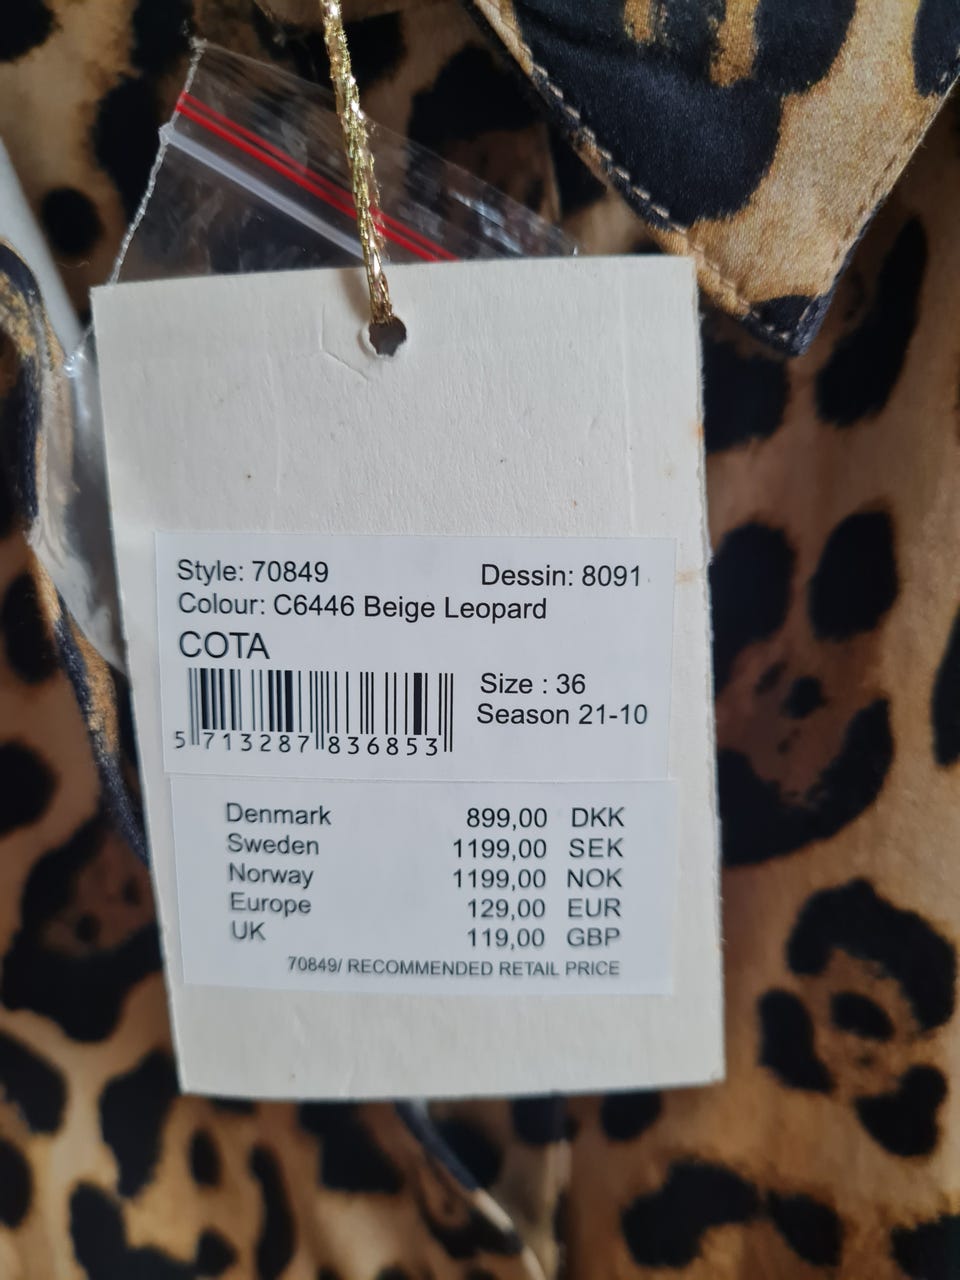 Style: 70849 Dessin: 8091
Colour: C6446 Beige Leopard
COTA
Size : 36
Season 21-10
5 713287 836853
Denmark 899,00 DKK
Sweden 1199,00 SEK
Norway 1199,00 NOK
Europe 129,00 EUR
UK 119,00 GBP
70849/ RECOMMENDED RETAIL PRICE